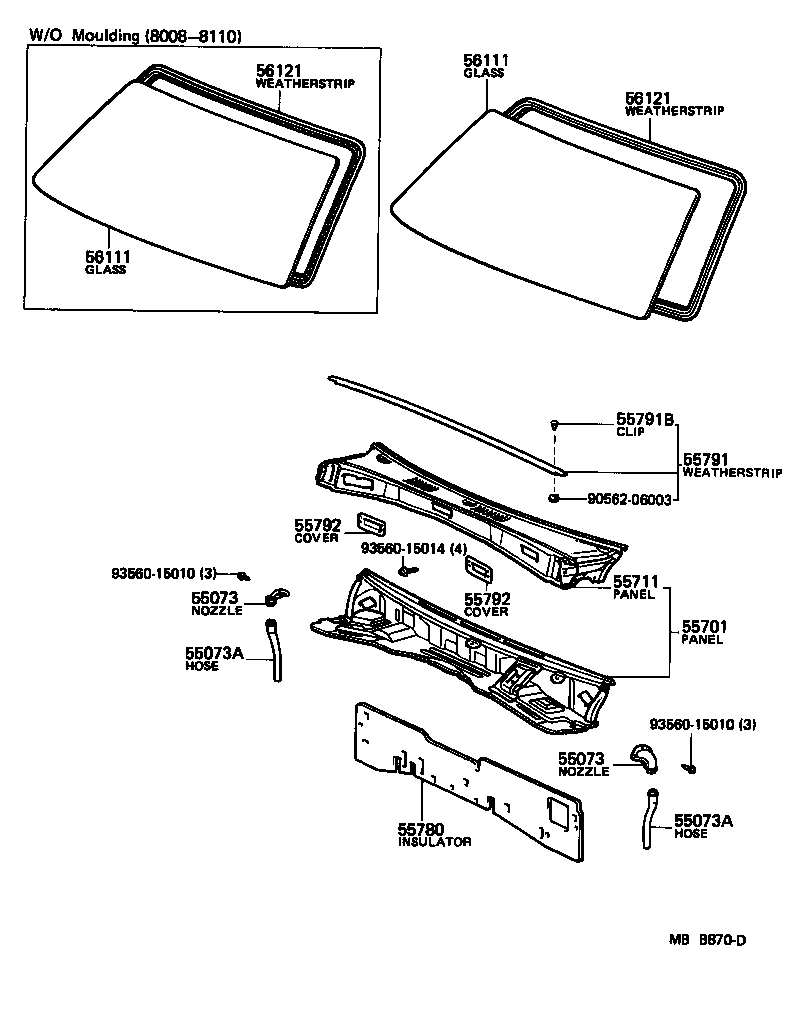 W/O Moulding (8008-8110)
56121
WEATHERSTRIP
56111
GLASS
56111
GLASS
56121
WEATHERSTRIP
55791B
CLIP
55791
WEATHERSTRIP
90562-06003
55792
COVER
93560-15014 (4)
93560-15010 (3)
55073
NOZZLE
55792
COVER
55711
PANEL
55701
PANEL
55073A
HOSE
93560-15010 (3)
55073
NOZZLE
55780
INSULATOR
55073A
HOSE
MB 8670-D